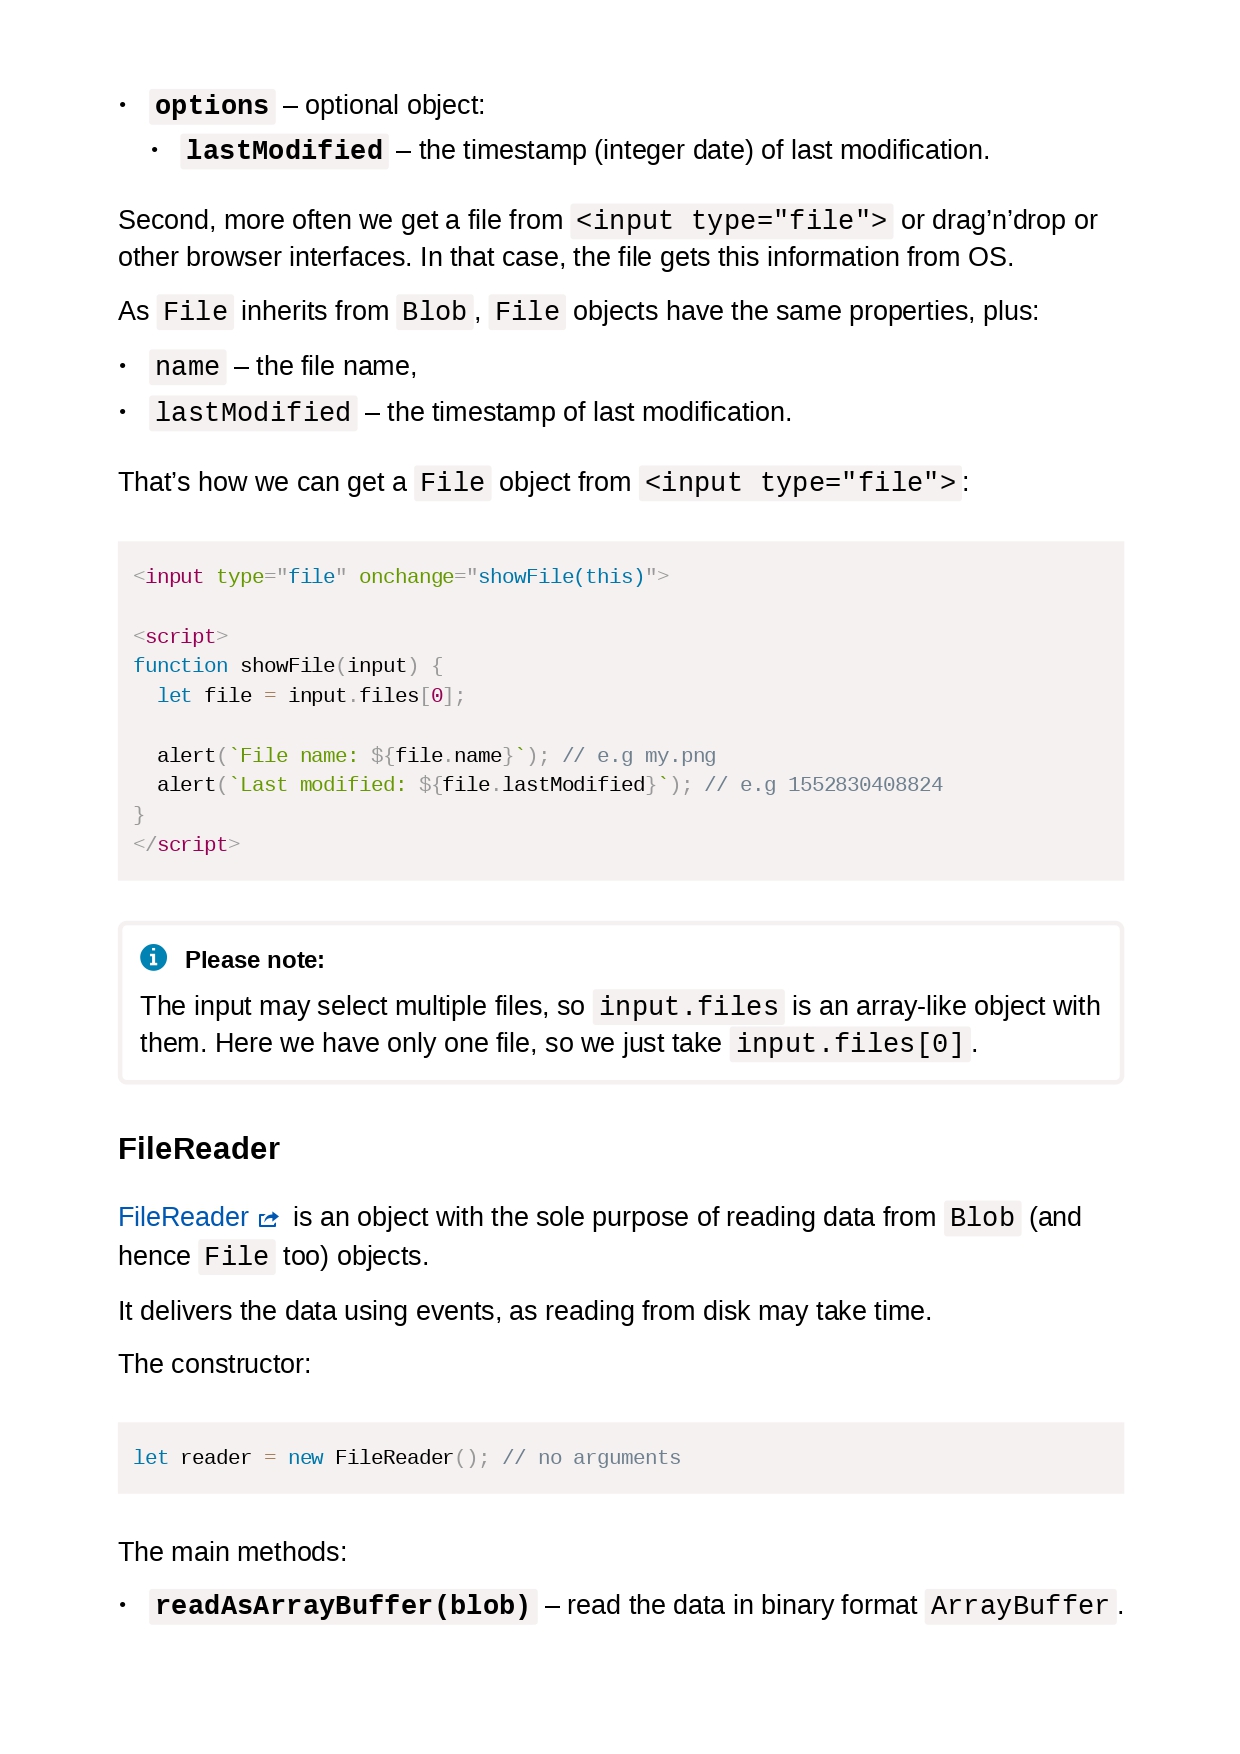 • options – optional object:
• lastModified – the timestamp (integer date) of last modification.
Second, more often we get a file from <input type="file"> or drag’n’drop or
other browser interfaces. In that case, the file gets this information from OS.
As File inherits from Blob, File objects have the same properties, plus:
• name – the file name,
• lastModified – the timestamp of last modification.
That’s how we can get a File object from <input type="file">:
<input type="file" onchange="showFile(this)">
<script>
function showFile(input) {
  let file = input.files[0];
  alert(`File name: ${file.name}`); // e.g my.png
  alert(`Last modified: ${file.lastModified}`); // e.g 1552830408824
}
</script>
Please note:
The input may select multiple files, so input.files is an array-like object with
them. Here we have only one file, so we just take input.files[0].
FileReader
FileReader is an object with the sole purpose of reading data from Blob (and
hence File too) objects.
It delivers the data using events, as reading from disk may take time.
The constructor:
let reader = new FileReader(); // no arguments
The main methods:
• readAsArrayBuffer(blob) – read the data in binary format ArrayBuffer.